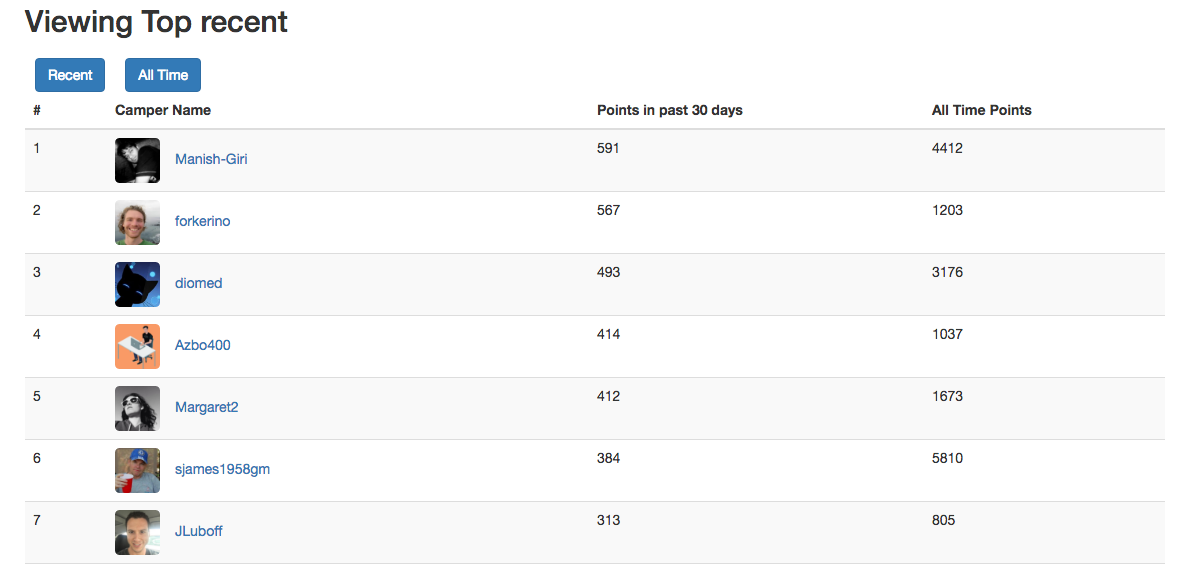 Viewing Top recent
Recent All Time
# Camper Name Points in past 30 days All Time Points
1 Manish-Giri 591 4412
2 forkerino 567 1203
3 diomed 493 3176
4 Azbo400 414 1037
5 Margaret2 412 1673
6 sjames1958gm 384 5810
7 JLuboff 313 805